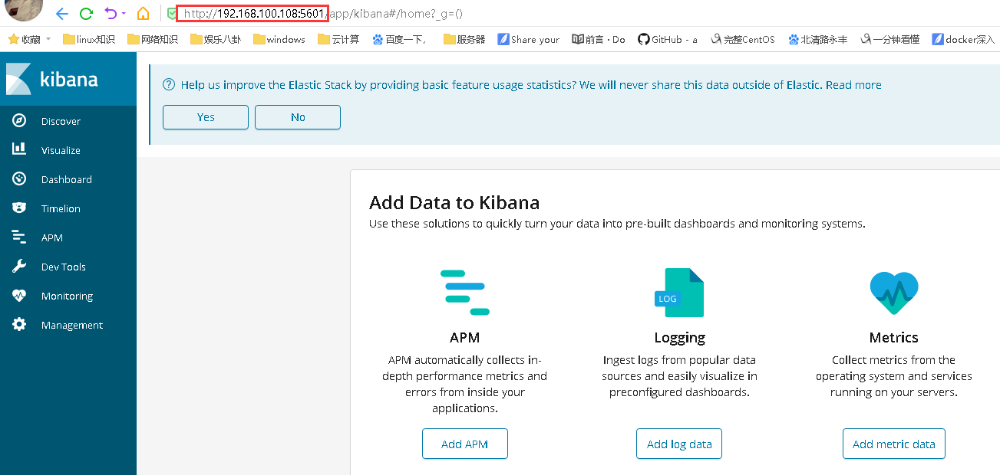 http://192.168.100.108:5601/app/kibana#/home?_g=()
收藏 linux知识 网络知识 娱乐八卦 windows 云计算 百度一下, 服务器 Share your 前言 · Do GitHub - a 完整CentOS 北清路永丰 一分钟看懂 docker深入
kibana
Discover
Visualize
Dashboard
Timelion
APM
Dev Tools
Monitoring
Management
Help us improve the Elastic Stack by providing basic feature usage statistics? We will never share this data outside of Elastic. Read more
Yes No
Add Data to Kibana
Use these solutions to quickly turn your data into pre-built dashboards and monitoring systems.
APM
APM automatically collects in-
depth performance metrics and
errors from inside your
applications.
Add APM
LOG
Logging
Ingest logs from popular data
sources and easily visualize in
preconfigured dashboards.
Add log data
Metrics
Collect metrics from the
operating system and services
running on your servers.
Add metric data